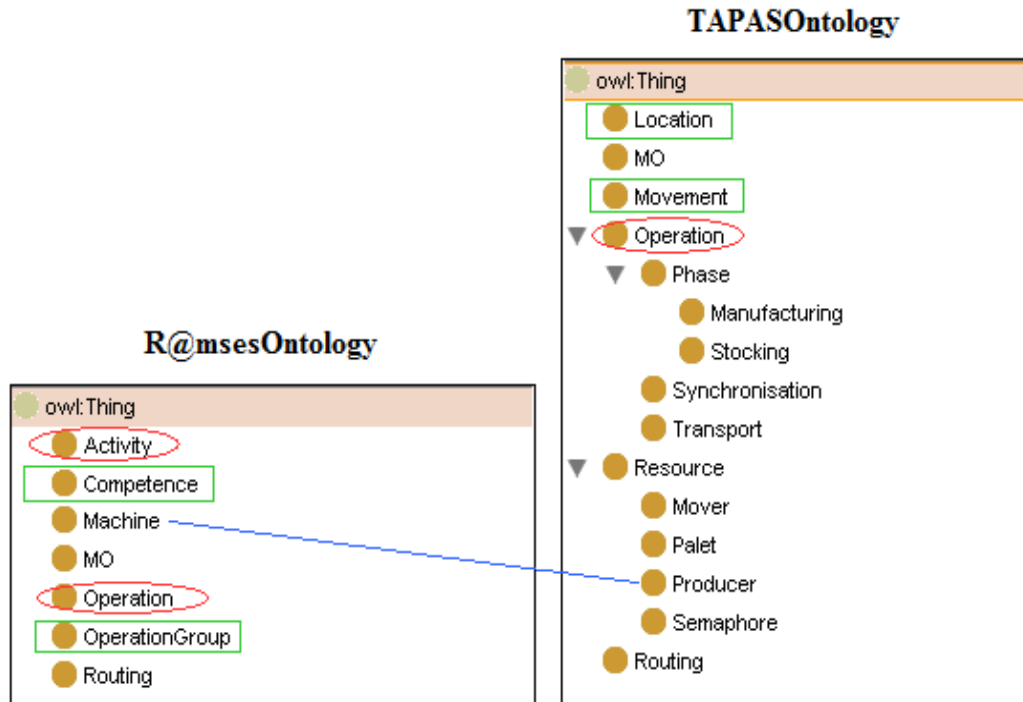 TAPASOntology
owl:Thing
Location
MO
Movement
Operation
Phase
Manufacturing
Stocking
Synchronisation
Transport
Resource
Mover
Palet
Producer
Semaphore
Routing
R@msesOntology
owl:Thing
Activity
Competence
Machine
MO
Operation
OperationGroup
Routing